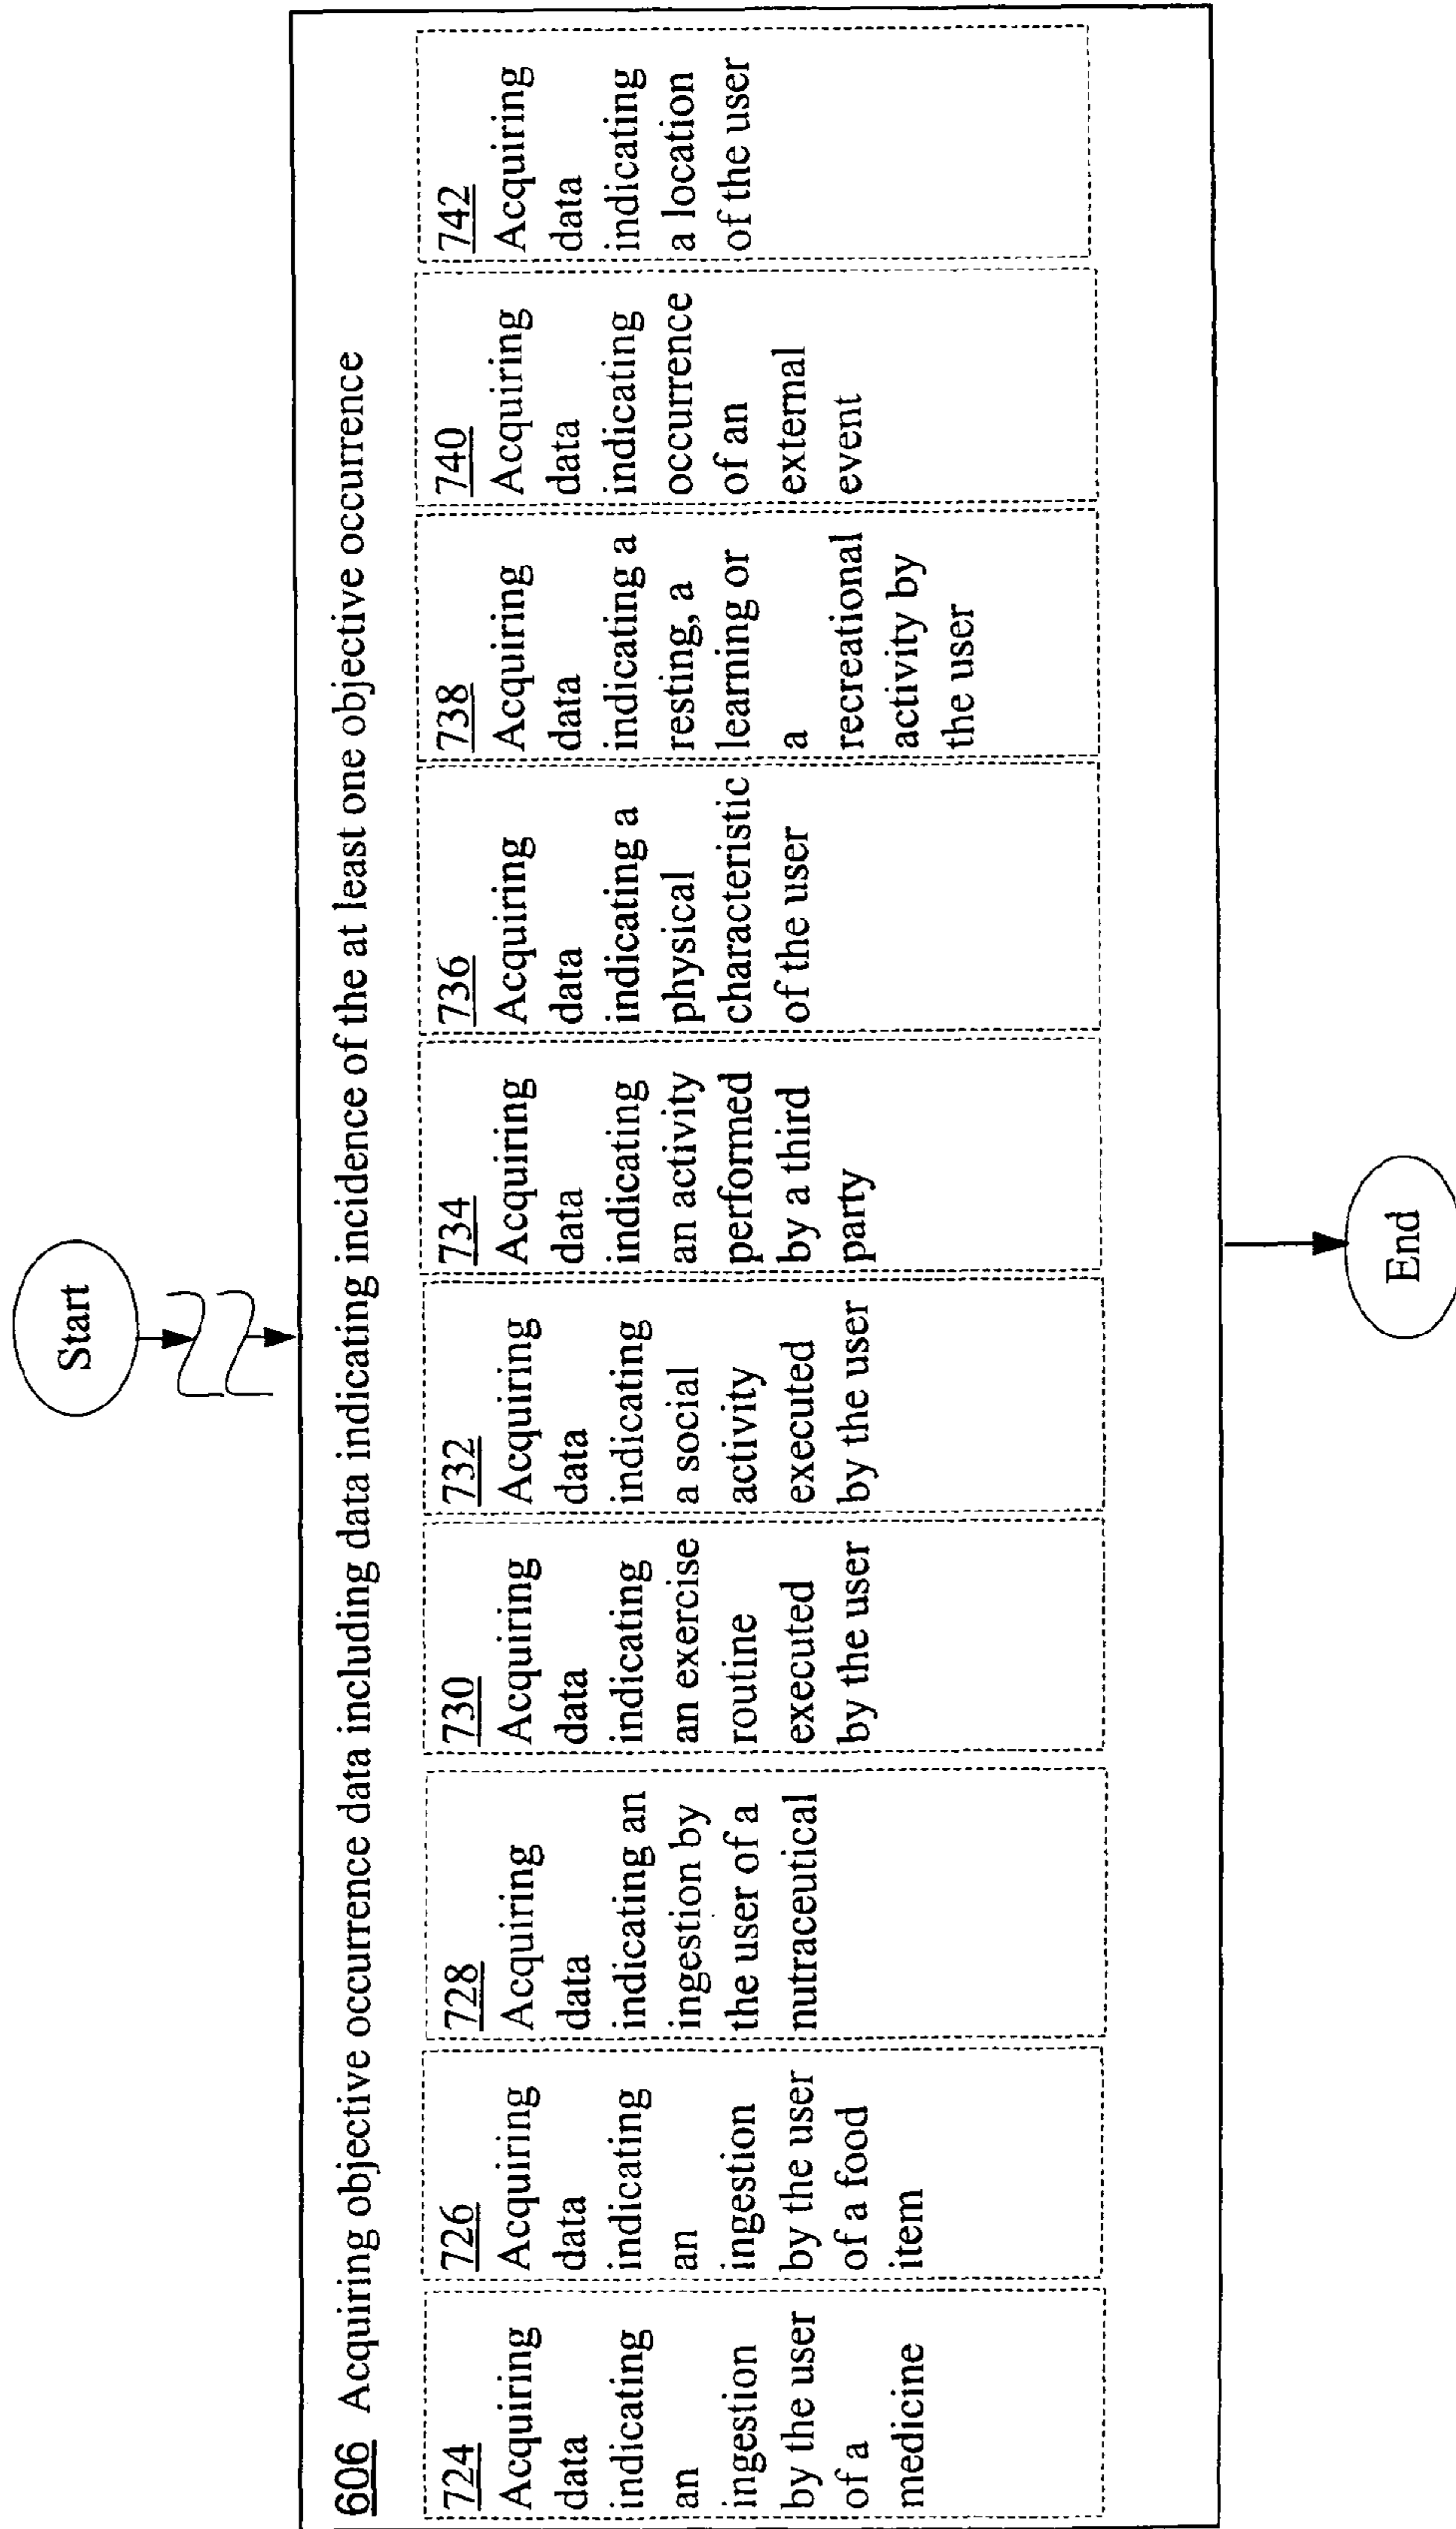 Start
606 Acquiring objective occurrence data including data indicating incidence of the at least one objective occurrence
724
Acquiring
data
indicating
an
ingestion
by the user
of a
medicine
726
Acquiring
data
indicating
an
ingestion
by the user
of a food
item
728
Acquiring
data
indicating an
ingestion by
the user of a
nutraceutical
730
Acquiring
data
indicating
an exercise
routine
executed
by the user
732
Acquiring
data
indicating
a social
activity
executed
by the user
734
Acquiring
data
indicating
an activity
performed
by a third
party
736
Acquiring
data
indicating a
physical
characteristic
of the user
738
Acquiring
data
indicating a
resting, a
learning or
a
recreational
activity by
the user
740
Acquiring
data
indicating
occurrence
of an
external
event
742
Acquiring
data
indicating
a location
of the user
End